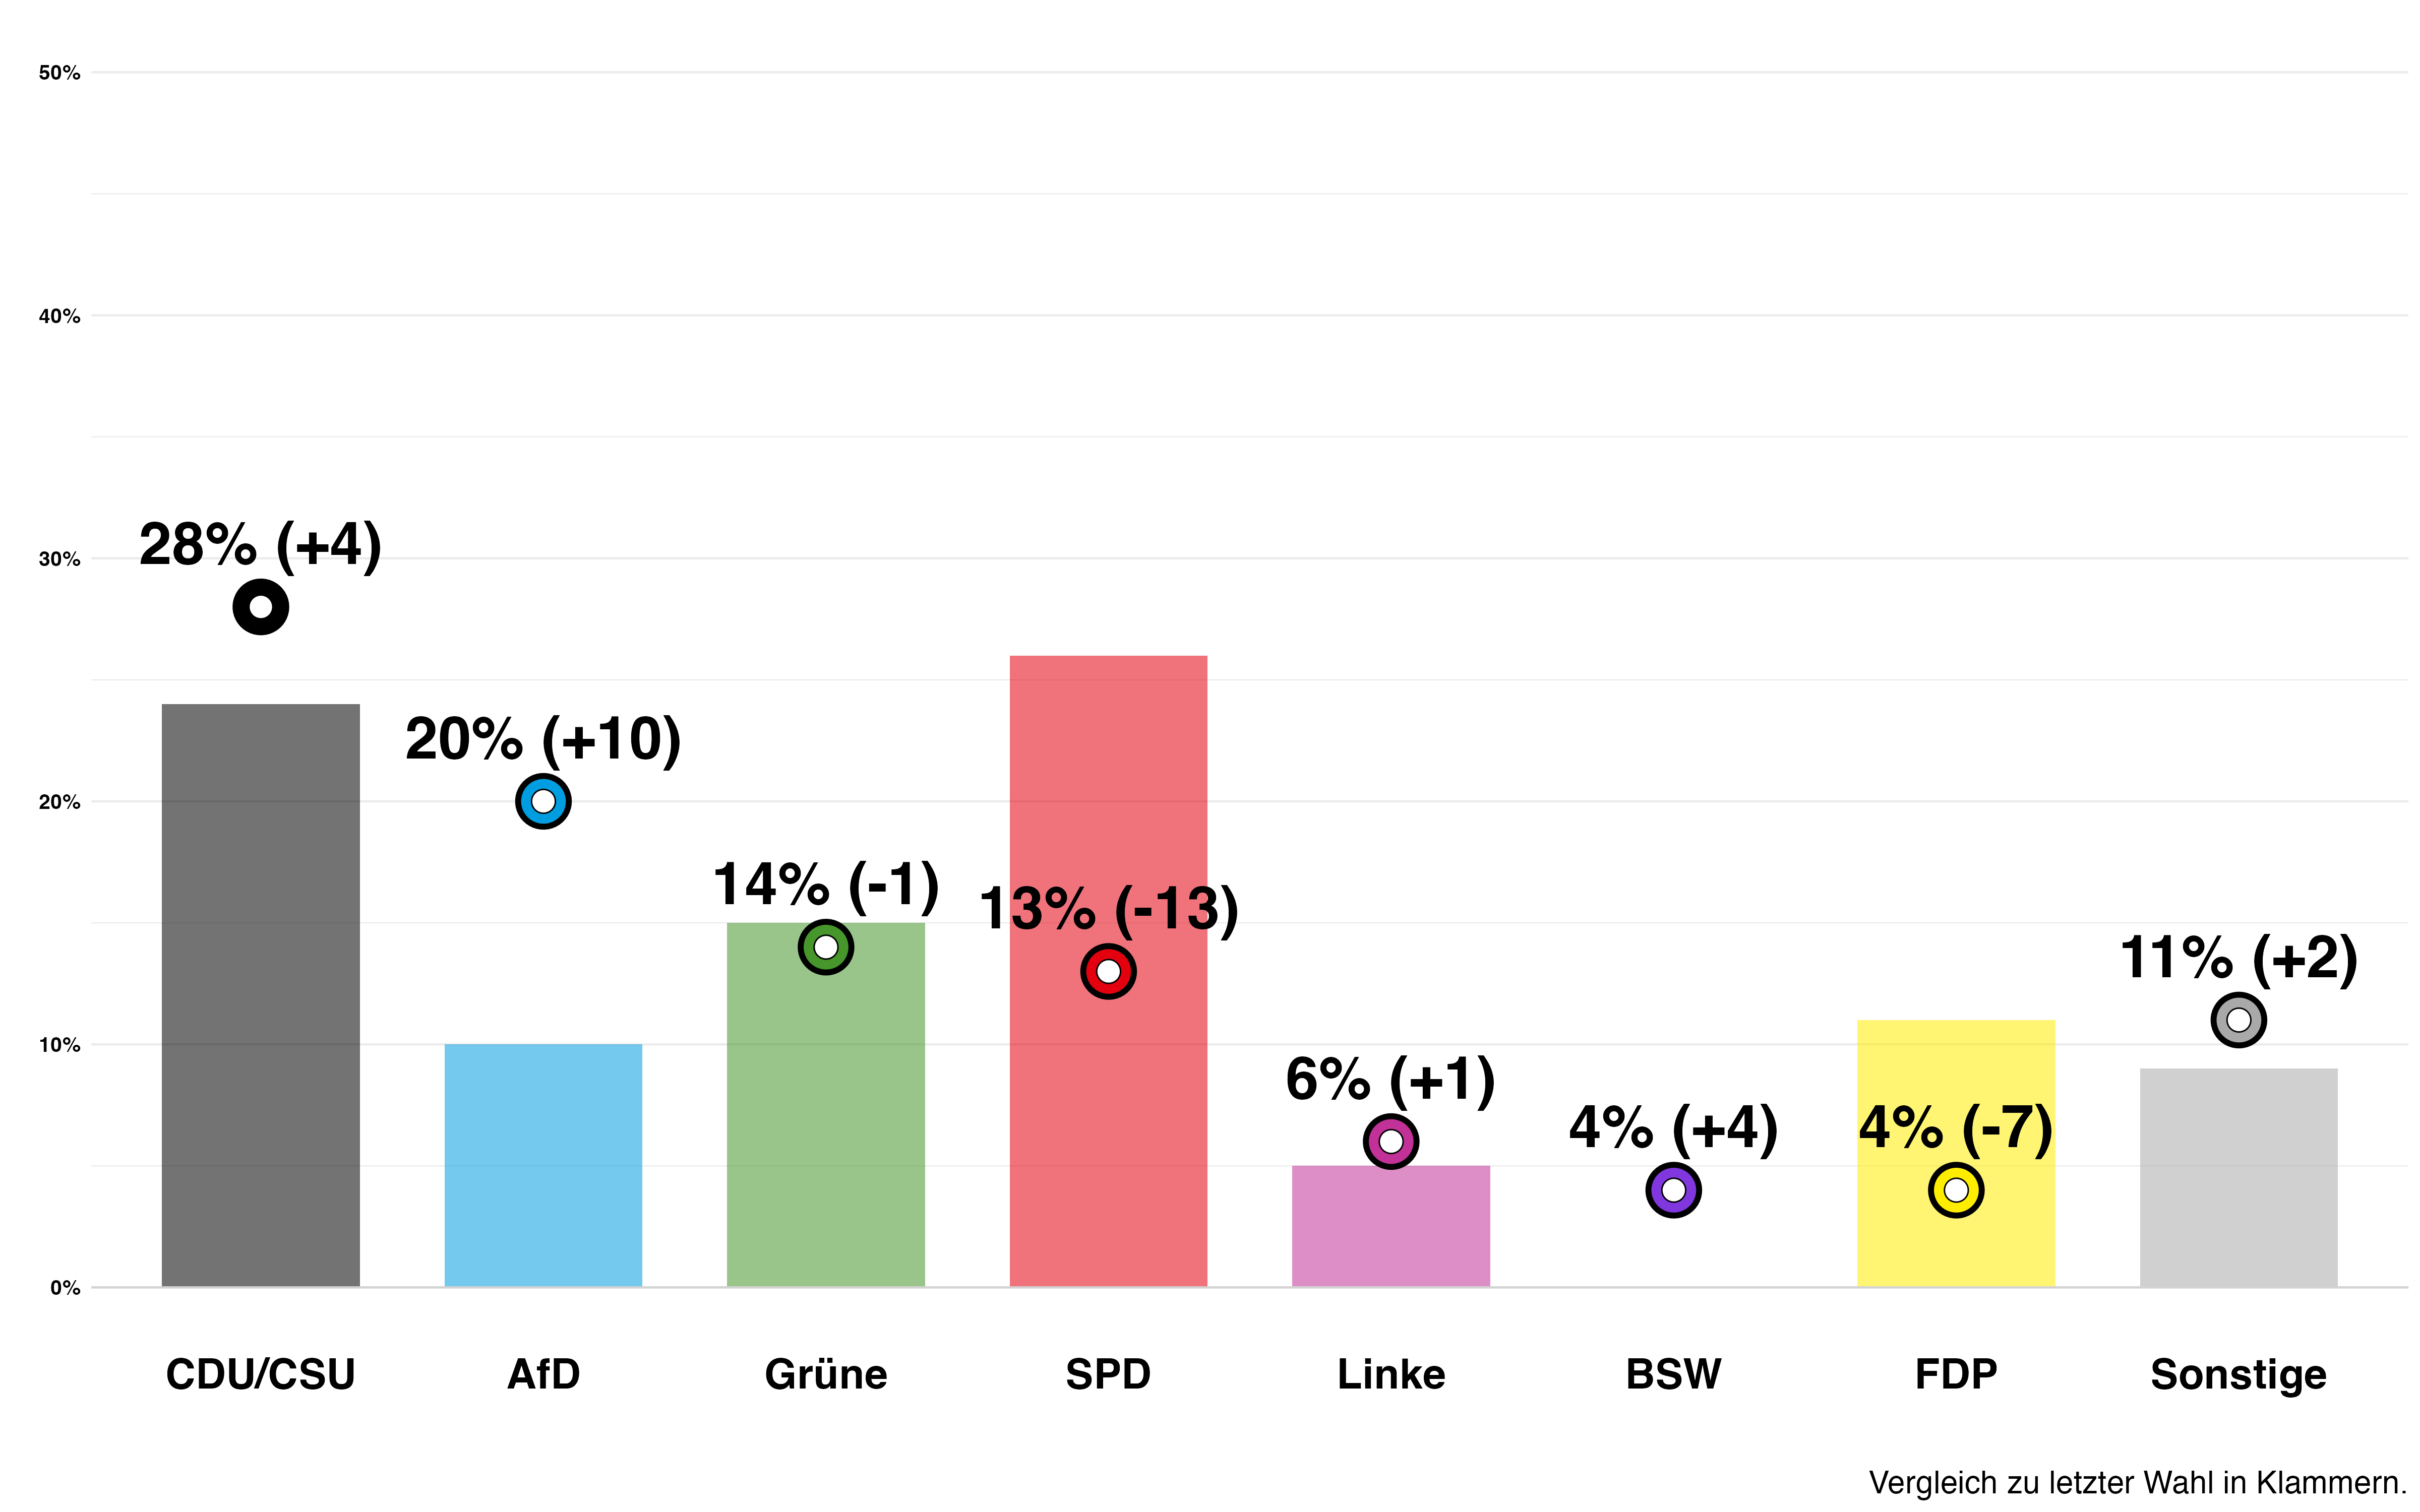 50%
40%
30%
20%
10%
0%
28% (+4)
20% (+10)
14% (-1)
13% (-13)
6% (+1)
4% (+4)
4% (-7)
11% (+2)
CDU/CSU
AfD
Grüne
SPD
Linke
BSW
FDP
Sonstige
Vergleich zu letzter Wahl in Klammern.